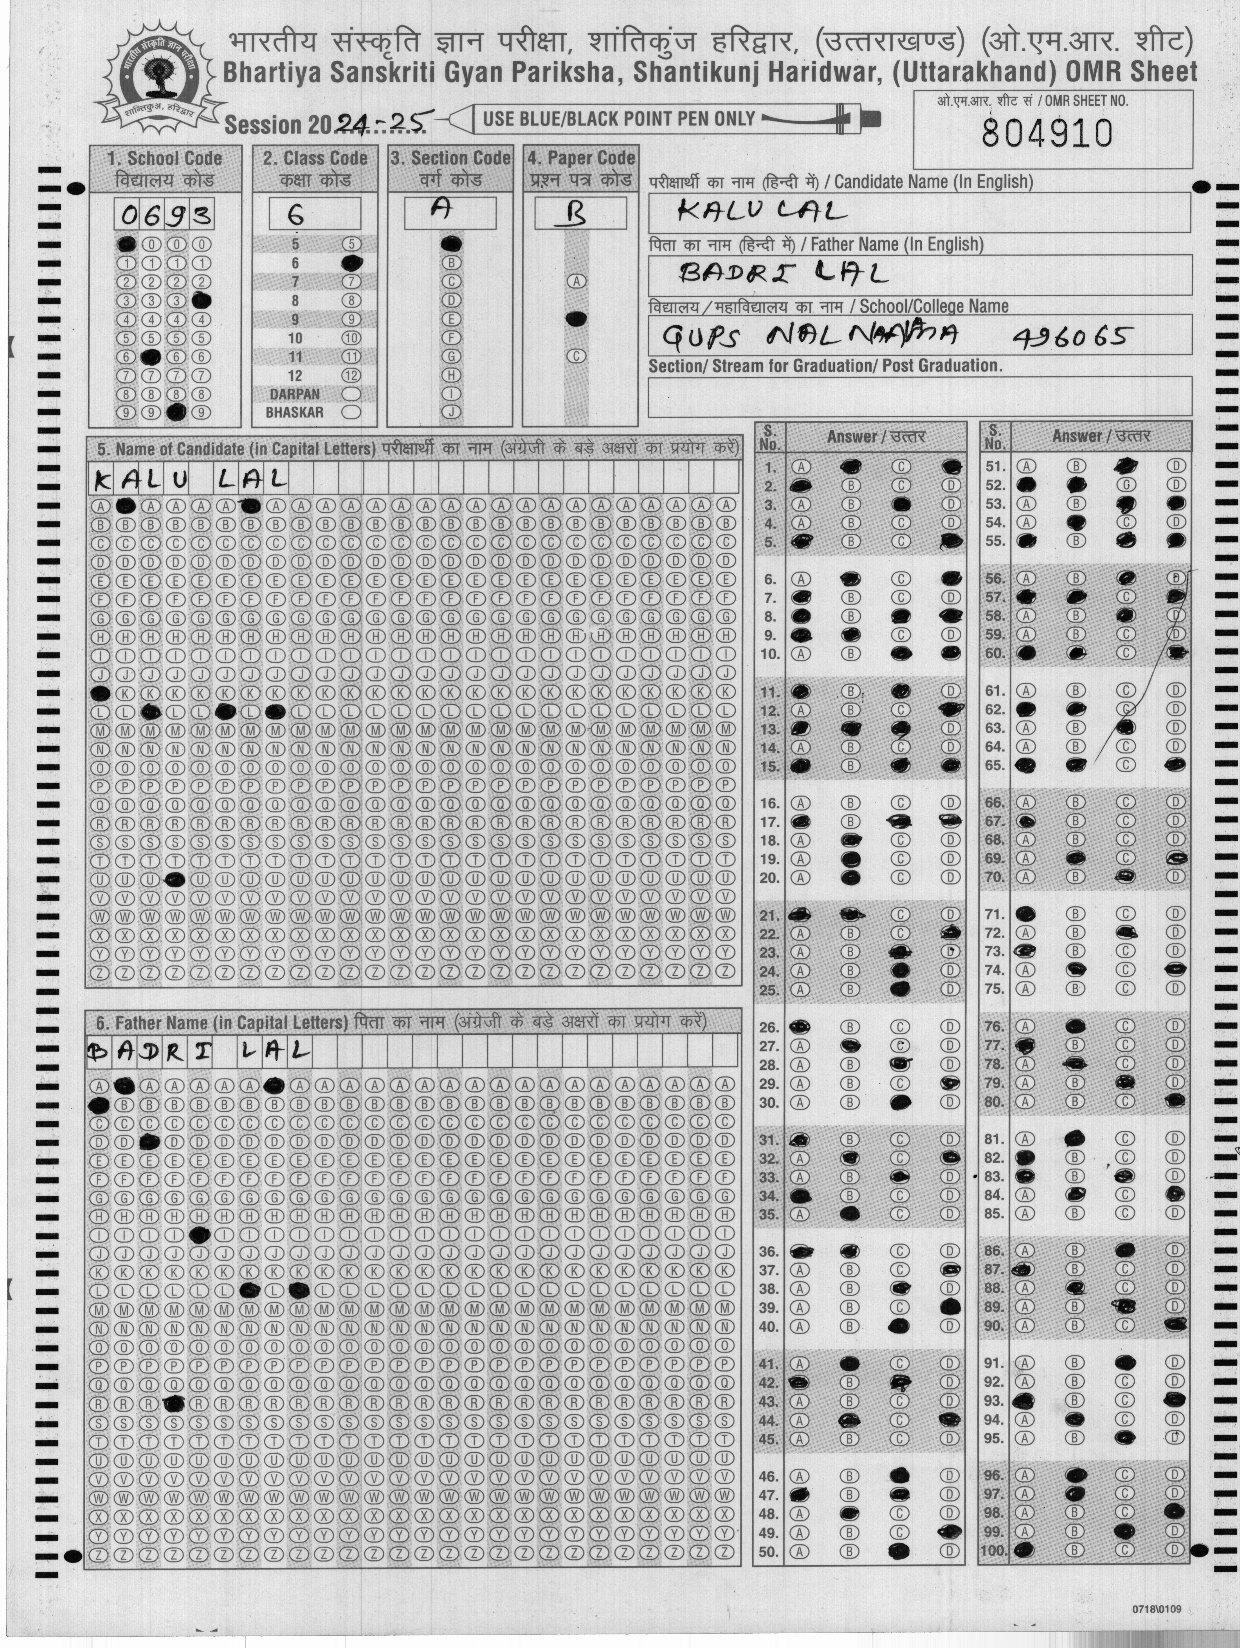 भारतीय संस्कृति ज्ञान परीक्षा, शांतिकुंज हरिद्वार, (उत्तराखण्ड) (ओ.एम.आर. शीट)
Bhartiya Sanskriti Gyan Pariksha, Shantikunj Haridwar, (Uttarakhand) OMR Sheet
Session 2024-25
USE BLUE/BLACK POINT PEN ONLY
ओ.एम.आर. शीट सं / OMR SHEET NO.
804910
1. School Code
विद्यालय कोड
0693
2. Class Code
कक्षा कोड
6
5
6
7
8
9
10
11
12
DARPAN
BHASKAR
3. Section Code
वर्ग कोड
A
4. Paper Code
प्रश्न पत्र कोड
B
परीक्षार्थी का नाम (हिन्दी में) / Candidate Name (In English)
KALU LAL
पिता का नाम (हिन्दी में) / Father Name (In English)
BADRI LAL
विद्यालय / महाविद्यालय का नाम / School/College Name
GUPS NAL 496065
Section/ Stream for Graduation/ Post Graduation.
5. Name of Candidate (in Capital Letters) परीक्षार्थी का नाम (अंग्रेजी के बड़े अक्षरों का प्रयोग करें)
KALU LAL
6. Father Name (in Capital Letters) पिता का नाम (अंग्रेजी के बड़े अक्षरों का प्रयोग करें)
BADRI LAL
S. No. Answer / उत्तर
S. No. Answer / उत्तर
0718\0109